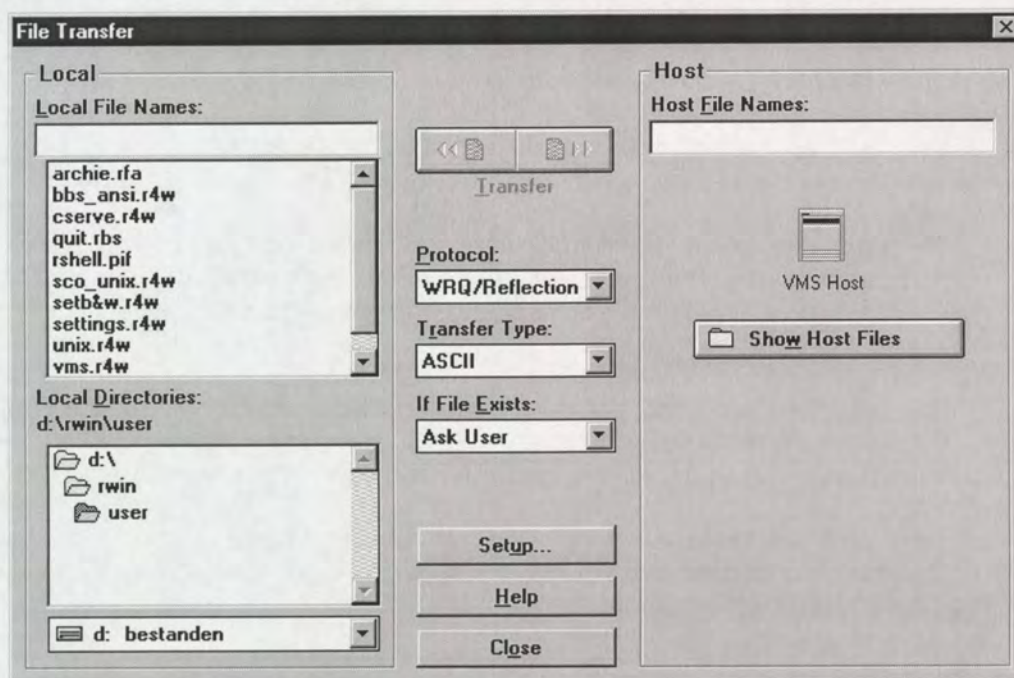 File Transfer
Local
Local File Names:
archie.rfa
bbs_ansi.r4w
cserve.r4w
quit.rbs
rshell.pif
sco_unix.r4w
setb&w.r4w
settings.r4w
unix.r4w
vms.r4w
Local Directories:
d:\rwin\user
d:\
rwin
user
d: bestanden
Transfer
Protocol:
WRQ/Reflection
Transfer Type:
ASCII
If File Exists:
Ask User
Setup...
Help
Close
Host
Host File Names:
VMS Host
Show Host Files